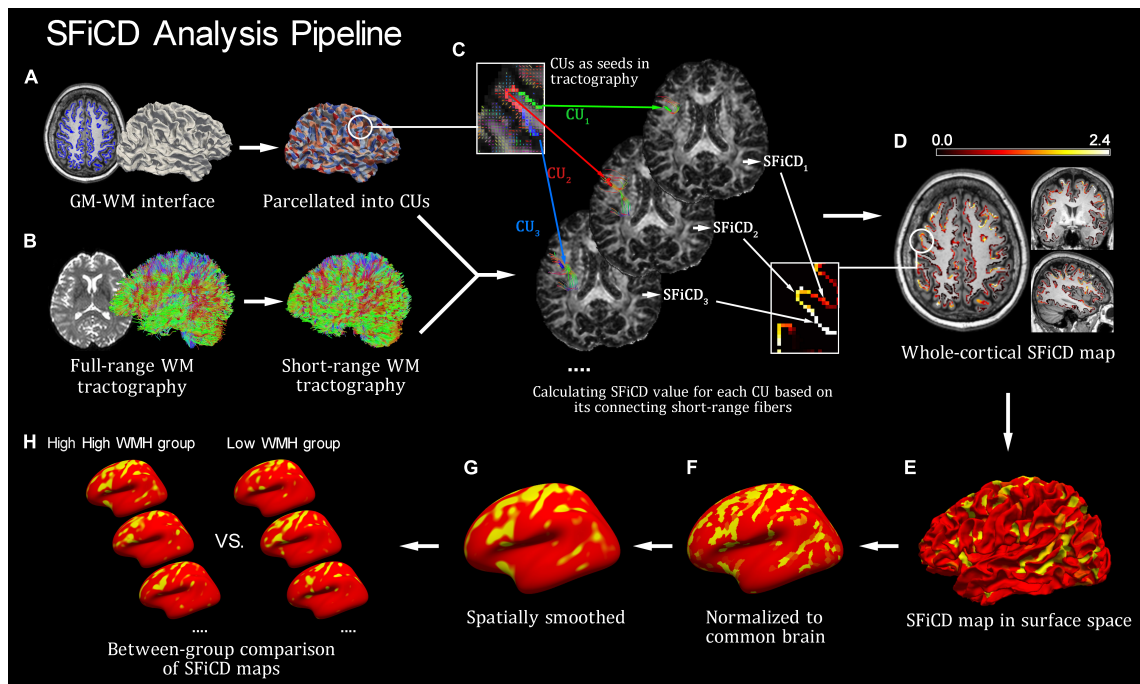 SFiCD Analysis Pipeline
A
GM-WM interface
Parcellated into CUs
B
Full-range WM
tractography
Short-range WM
tractography
C
CUs as seeds in
tractography
CU1
CU2
CU3
SFiCD1
SFiCD2
SFiCD3
....
Calculating SFiCD value for each CU based on
its connecting short-range fibers
D
0.0 2.4
Whole-cortical SFiCD map
E
SFiCD map in surface space
F
Normalized to
common brain
G
Spatially smoothed
H
High High WMH group
Low WMH group
VS.
.... ....
Between-group comparison
of SFiCD maps